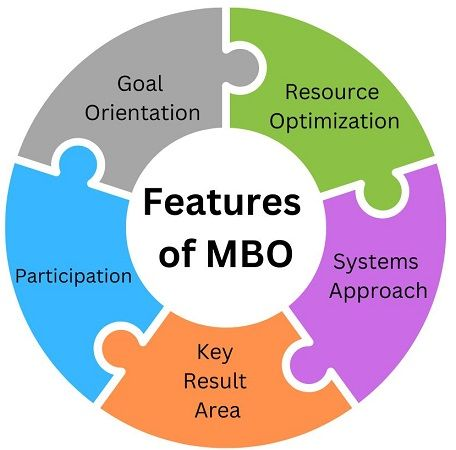 Features
of MBO
Goal
Orientation
Resource
Optimization
Systems
Approach
Key
Result
Area
Participation